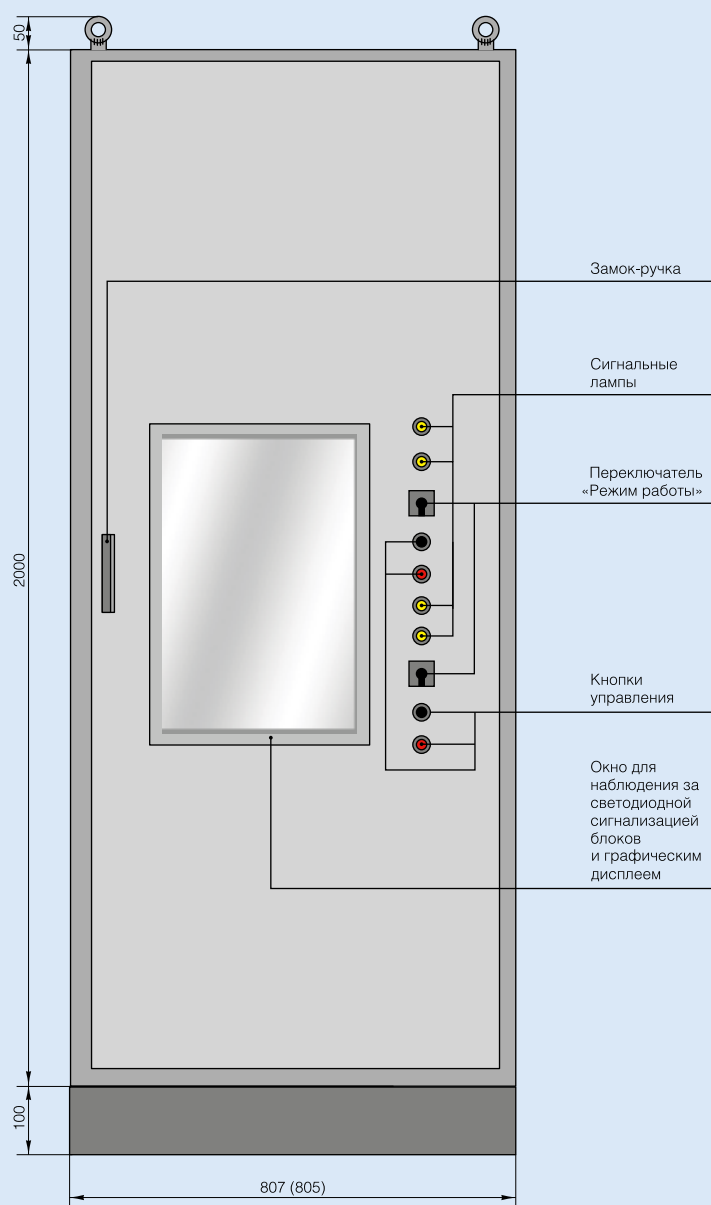 50
Замок-ручка
Сигнальные
лампы
Переключатель
«Режим работы»
2000
Кнопки
управления
Окно для
наблюдения за
светодиодной
сигнализацией
блоков
и графическим
дисплеем
100
807 (805)